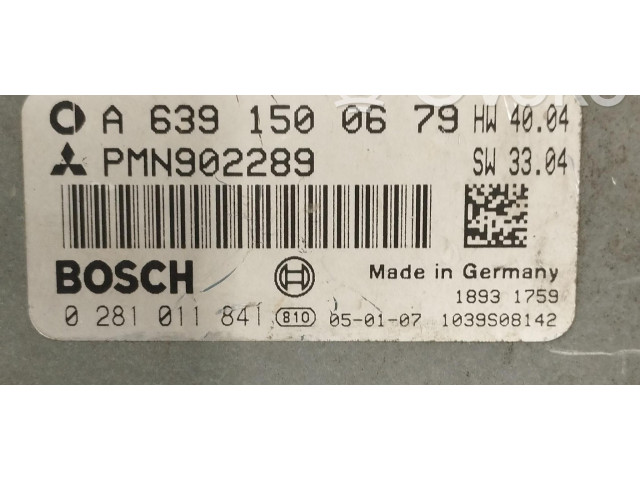 A 639 150 06 79 HW 40.04
PMN902289 SW 33.04
BOSCH Made in Germany
1893 1759
0 281 011 841 810 05-01-07 1039S08142